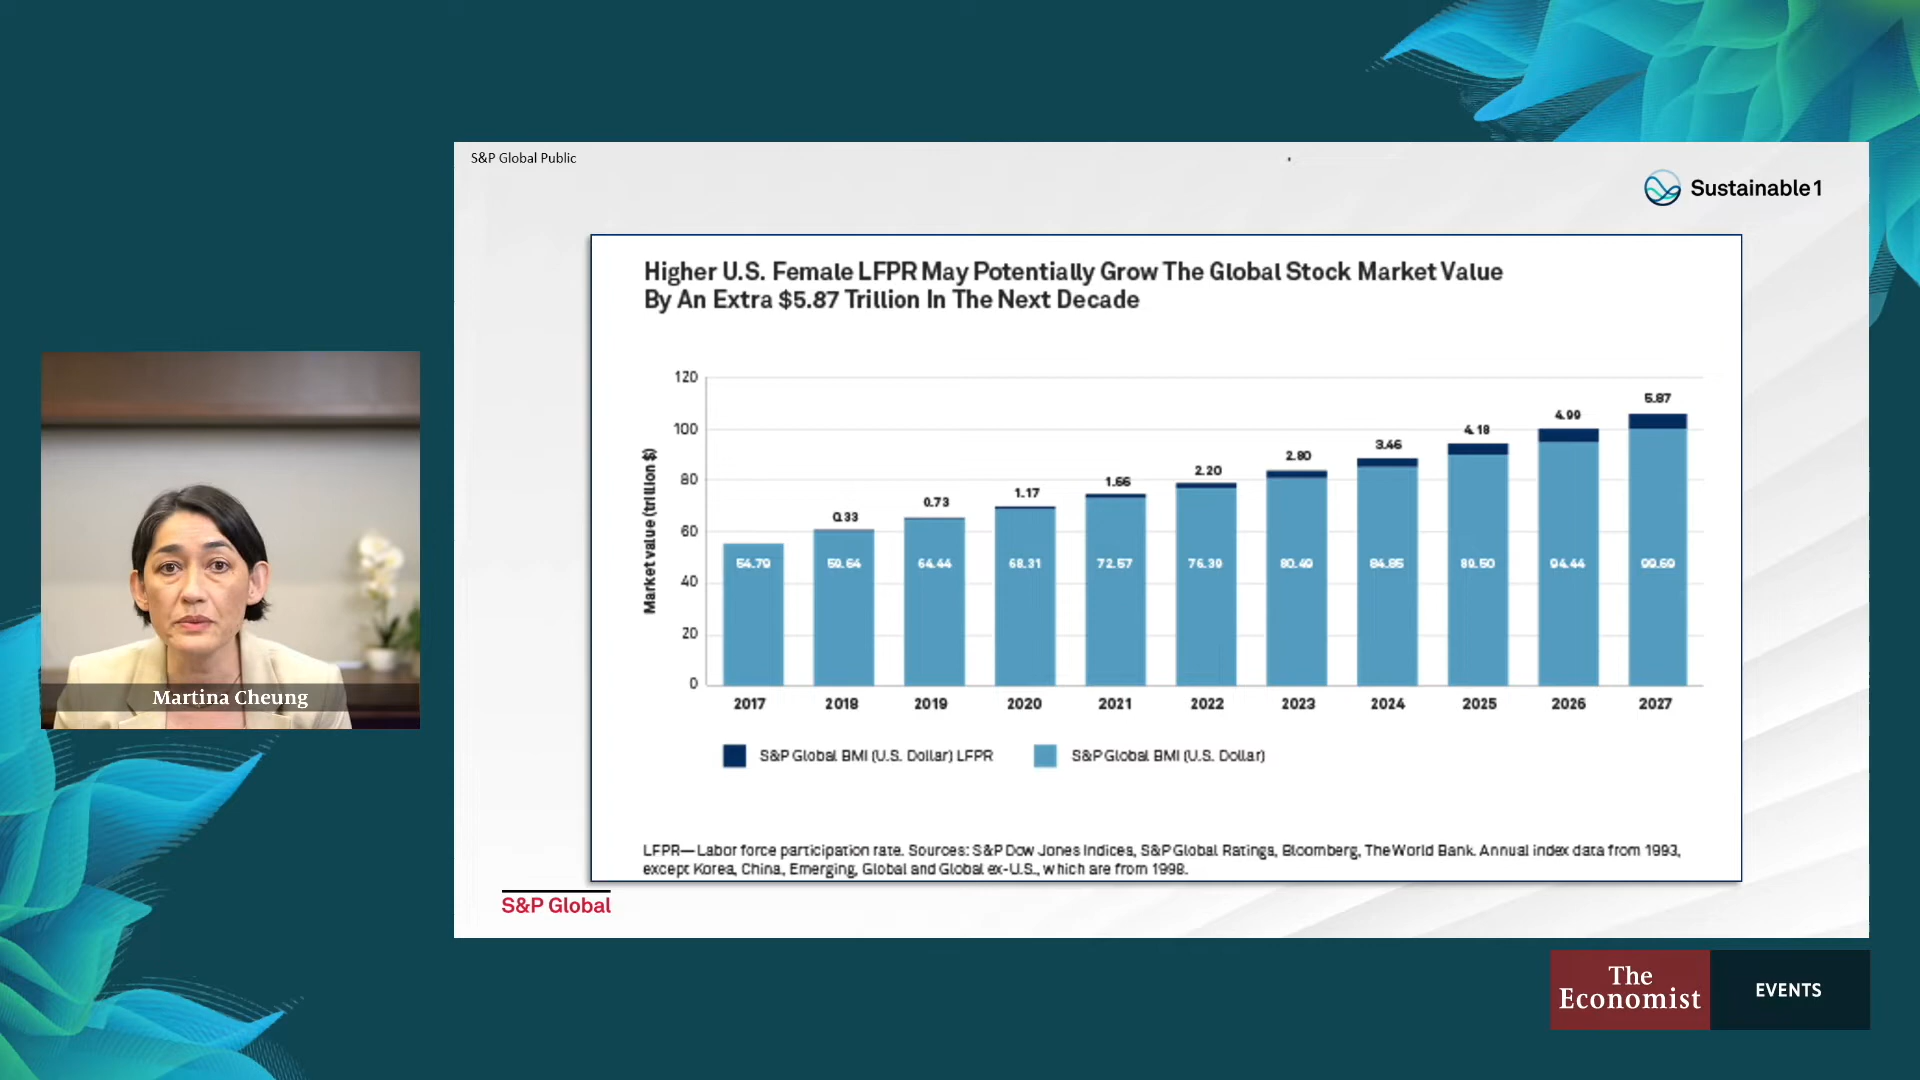 S&P Global Public
Sustainable1
Higher U.S. Female LFPR May Potentially Grow The Global Stock Market Value
By An Extra $5.87 Trillion In The Next Decade
Market value (trillion $)
120
100
80
60
40
20
0
0.33
0.73
1.17
1.66
2.20
2.80
3.46
4.18
4.99
5.87
54.79
59.64
64.44
68.31
72.57
76.39
80.49
84.85
89.50
94.44
99.69
2017 2018 2019 2020 2021 2022 2023 2024 2025 2026 2027
S&P Global BMI (U.S. Dollar) LFPR
S&P Global BMI (U.S. Dollar)
LFPR—Labor force participation rate. Sources: S&P Dow Jones Indices, S&P Global Ratings, Bloomberg, The World Bank. Annual index data from 1993,
except Korea, China, Emerging, Global and Global ex-U.S., which are from 1998.
S&P Global
Martina Cheung
The
Economist
EVENTS